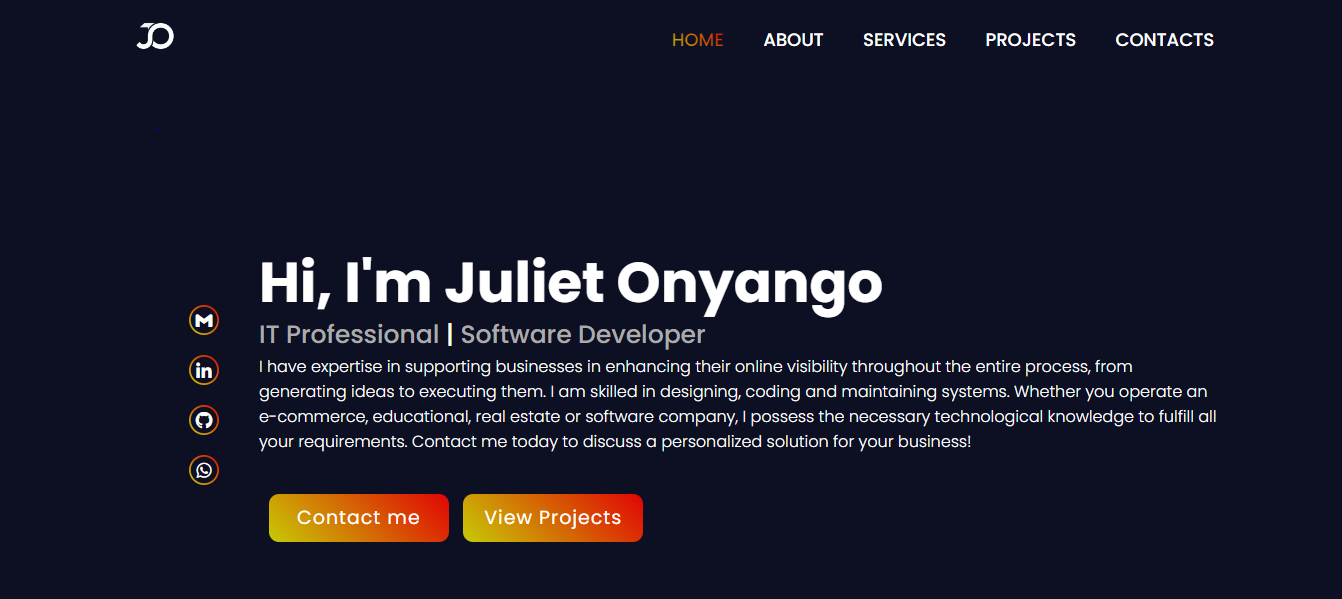 JO
HOME ABOUT SERVICES PROJECTS CONTACTS
Hi, I'm Juliet Onyango
IT Professional | Software Developer
I have expertise in supporting businesses in enhancing their online visibility throughout the entire process, from
generating ideas to executing them. I am skilled in designing, coding and maintaining systems. Whether you operate an
e-commerce, educational, real estate or software company, I possess the necessary technological knowledge to fulfill all
your requirements. Contact me today to discuss a personalized solution for your business!
in
Contact me View Projects